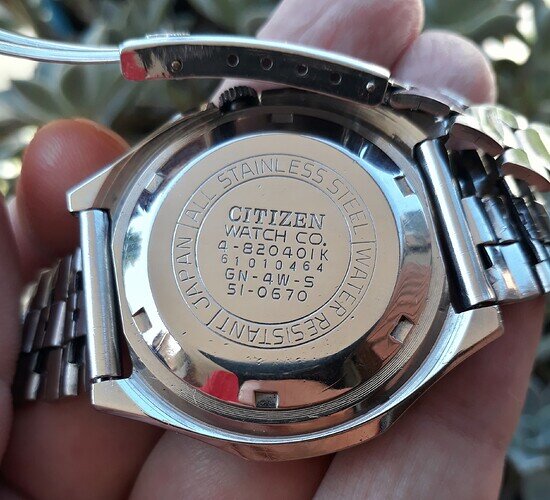 ALL STAINLESS STEEL
WATER RESISTANT
JAPAN
CITIZEN
WATCH CO.
4-820401K
61010464
GN-4W-S
51-0670